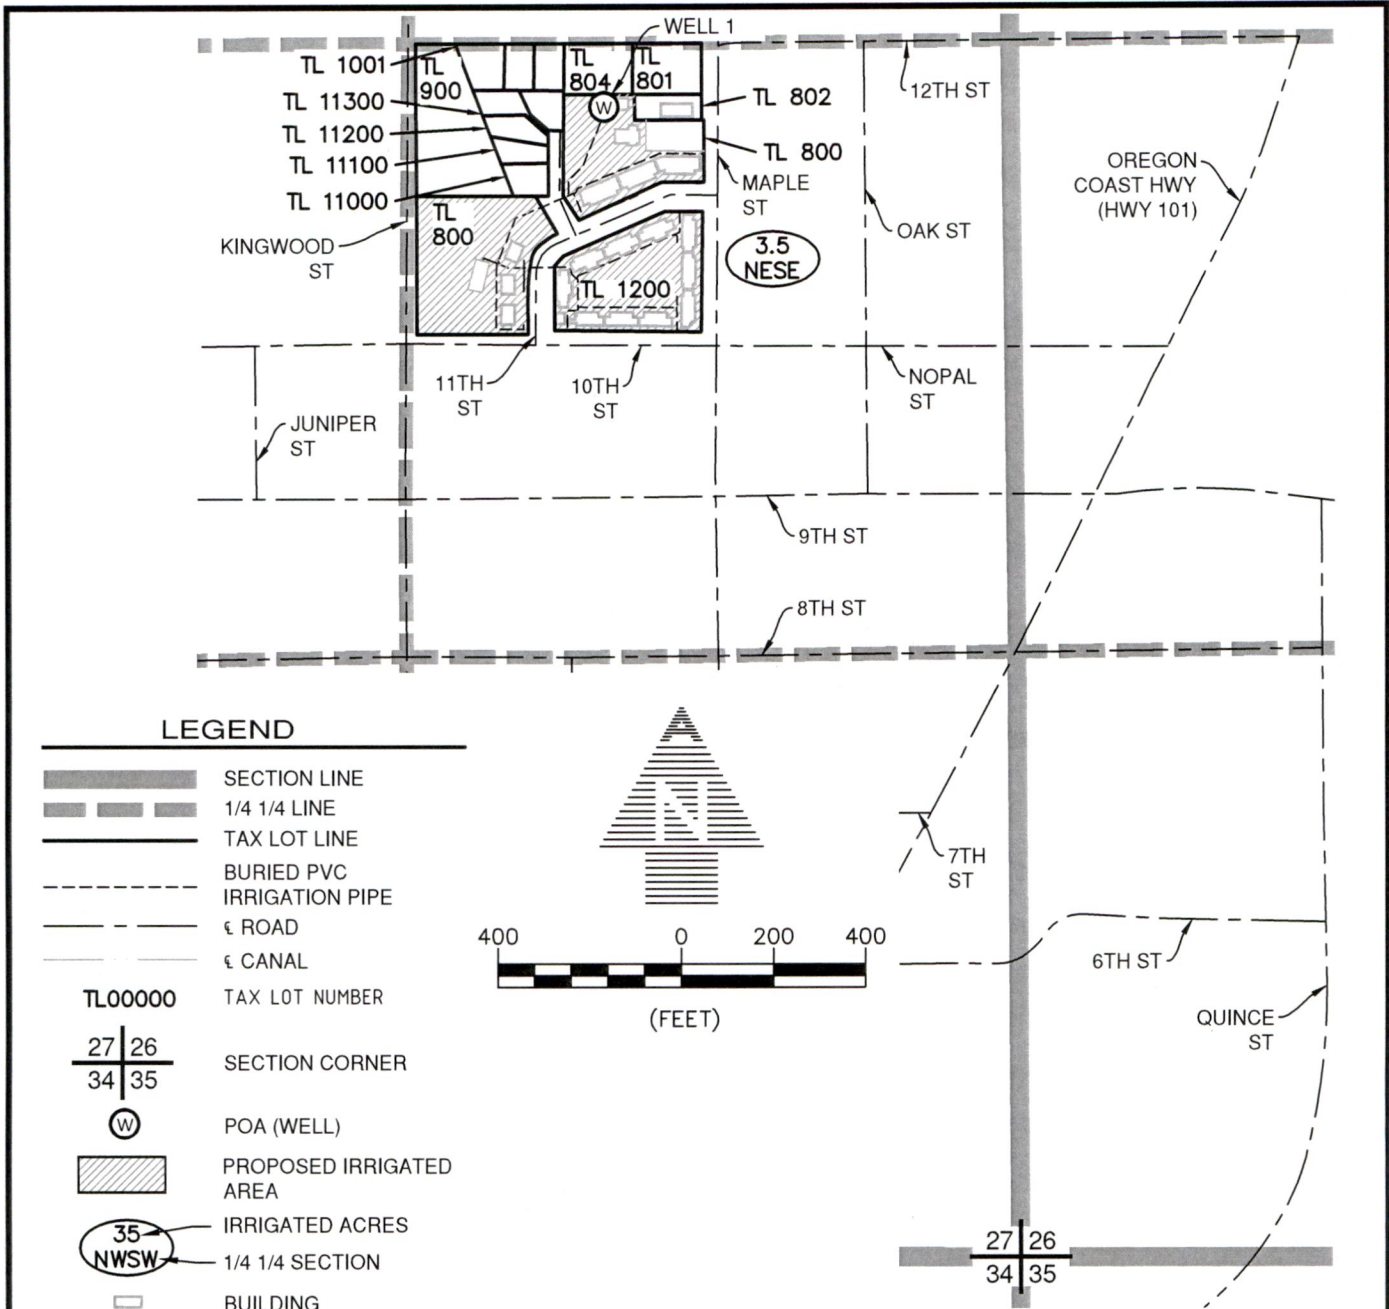 WELL 1
TL 1001
TL
900
TL
804
TL
801
12TH ST
TL 11300
W
TL 802
TL 11200
TL 11100
TL 800
TL 11000
MAPLE
ST
OREGON
COAST HWY
(HWY 101)
TL
800
KINGWOOD
ST
3.5
NESE
OAK ST
TL 1200
11TH
ST
10TH
ST
NOPAL
ST
JUNIPER
ST
9TH ST
8TH ST
LEGEND
SECTION LINE
1/4 1/4 LINE
TAX LOT LINE
BURIED PVC
IRRIGATION PIPE
℄ ROAD
℄ CANAL
TL00000 TAX LOT NUMBER
27 26
34 35
SECTION CORNER
W POA (WELL)
PROPOSED IRRIGATED
AREA
35 IRRIGATED ACRES
NWSW 1/4 1/4 SECTION
BUILDING
N
400 0 200 400
(FEET)
7TH
ST
6TH ST
QUINCE
ST
27 26
34 35